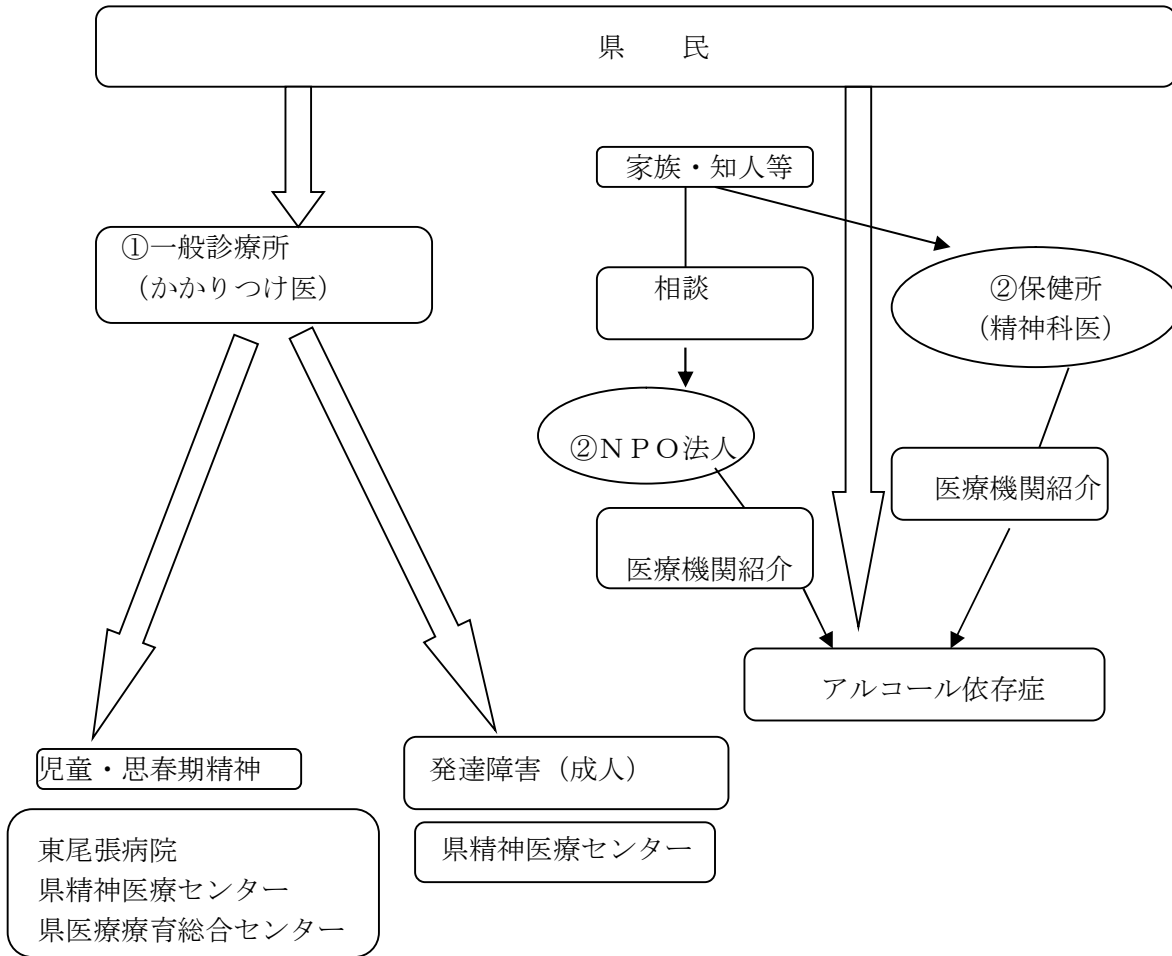 県　　民
家族・知人等
①一般診療所
（かかりつけ医）
相談
②保健所
（精神科医）
②ＮＰＯ法人
医療機関紹介
医療機関紹介
アルコール依存症
児童・思春期精神
発達障害（成人）
東尾張病院
県精神医療センター
県医療療育総合センター
県精神医療センター